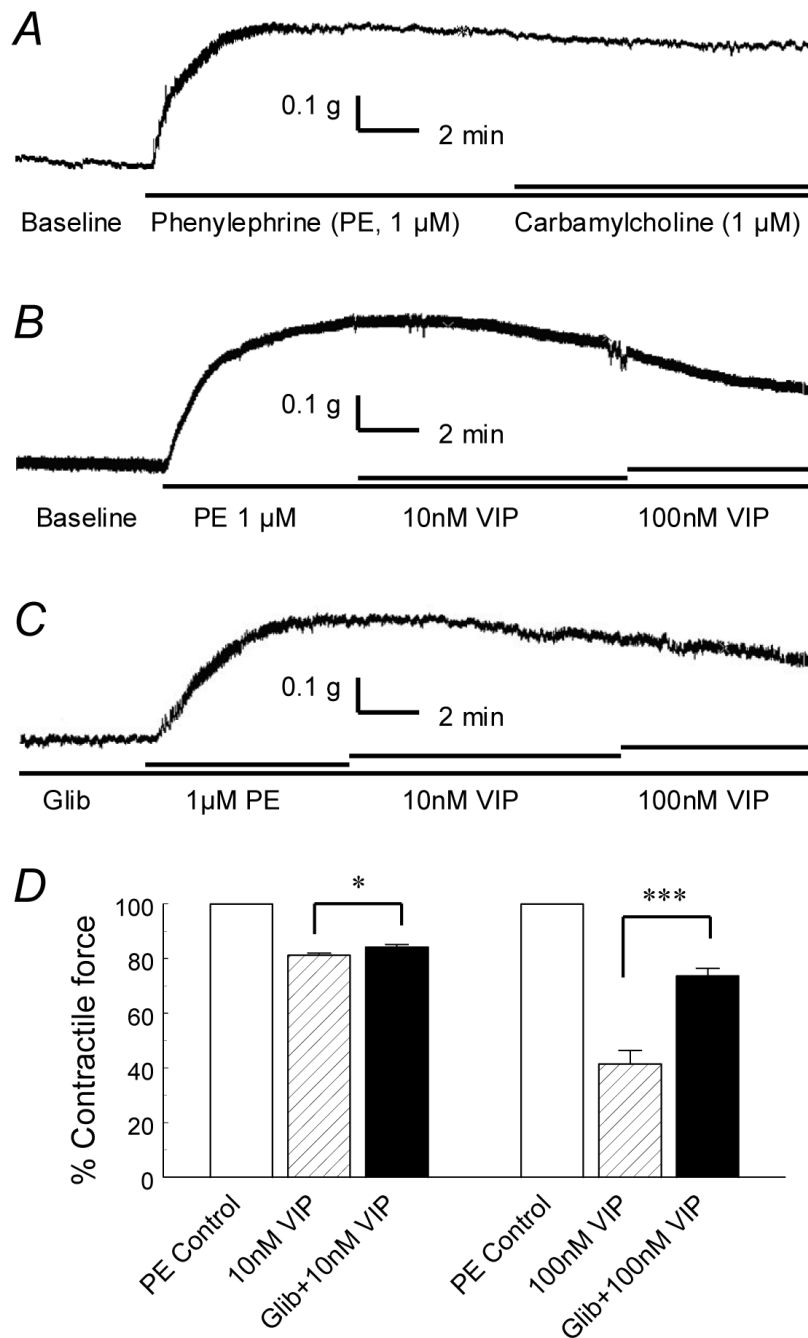 A
0.1 g
2 min
Baseline Phenylephrine (PE, 1 µM) Carbamylcholine (1 µM)
B
0.1 g
2 min
Baseline PE 1 µM 10nM VIP 100nM VIP
C
0.1 g
2 min
Glib 1µM PE 10nM VIP 100nM VIP
D
% Contractile force
100
80
60
40
20
0
*
***
PE Control
10nM VIP
Glib+10nM VIP
PE Control
100nM VIP
Glib+100nM VIP